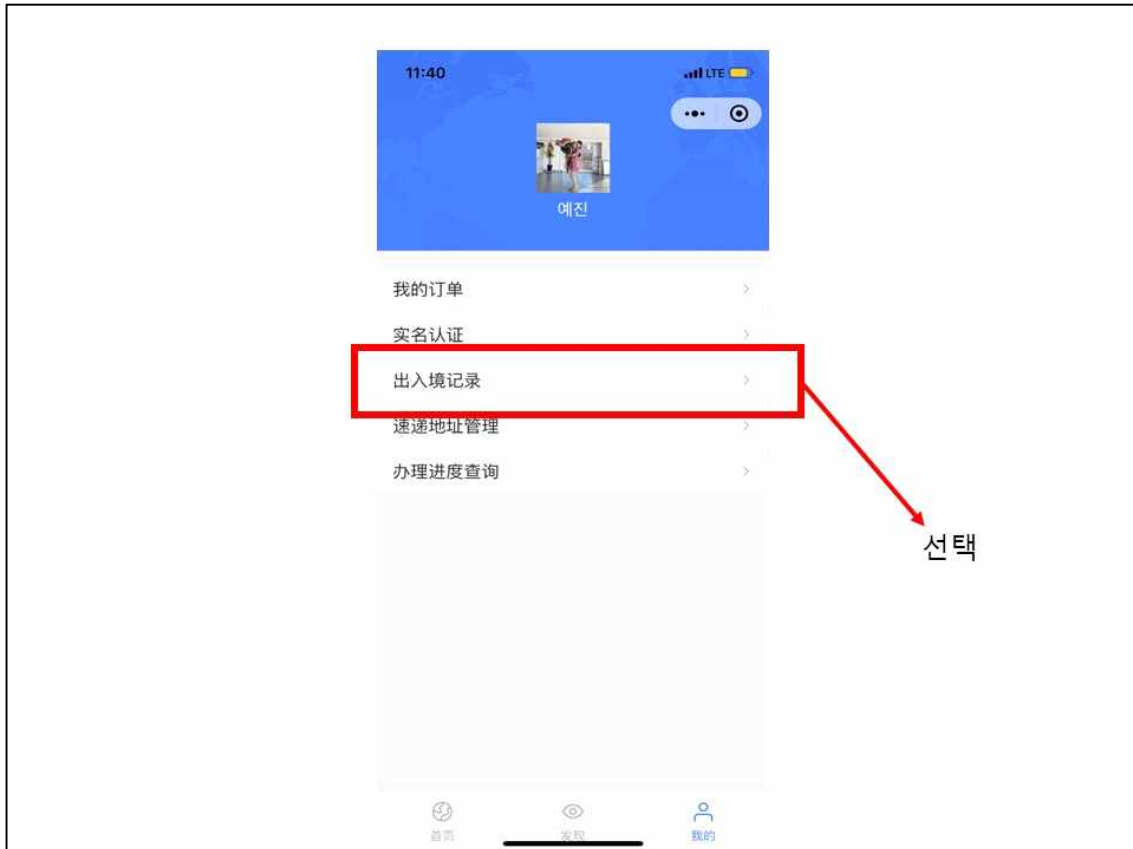 11:40
LTE
예진
我的订单
实名认证
出入境记录
速递地址管理
办理进度查询
선택
首页
发现
我的